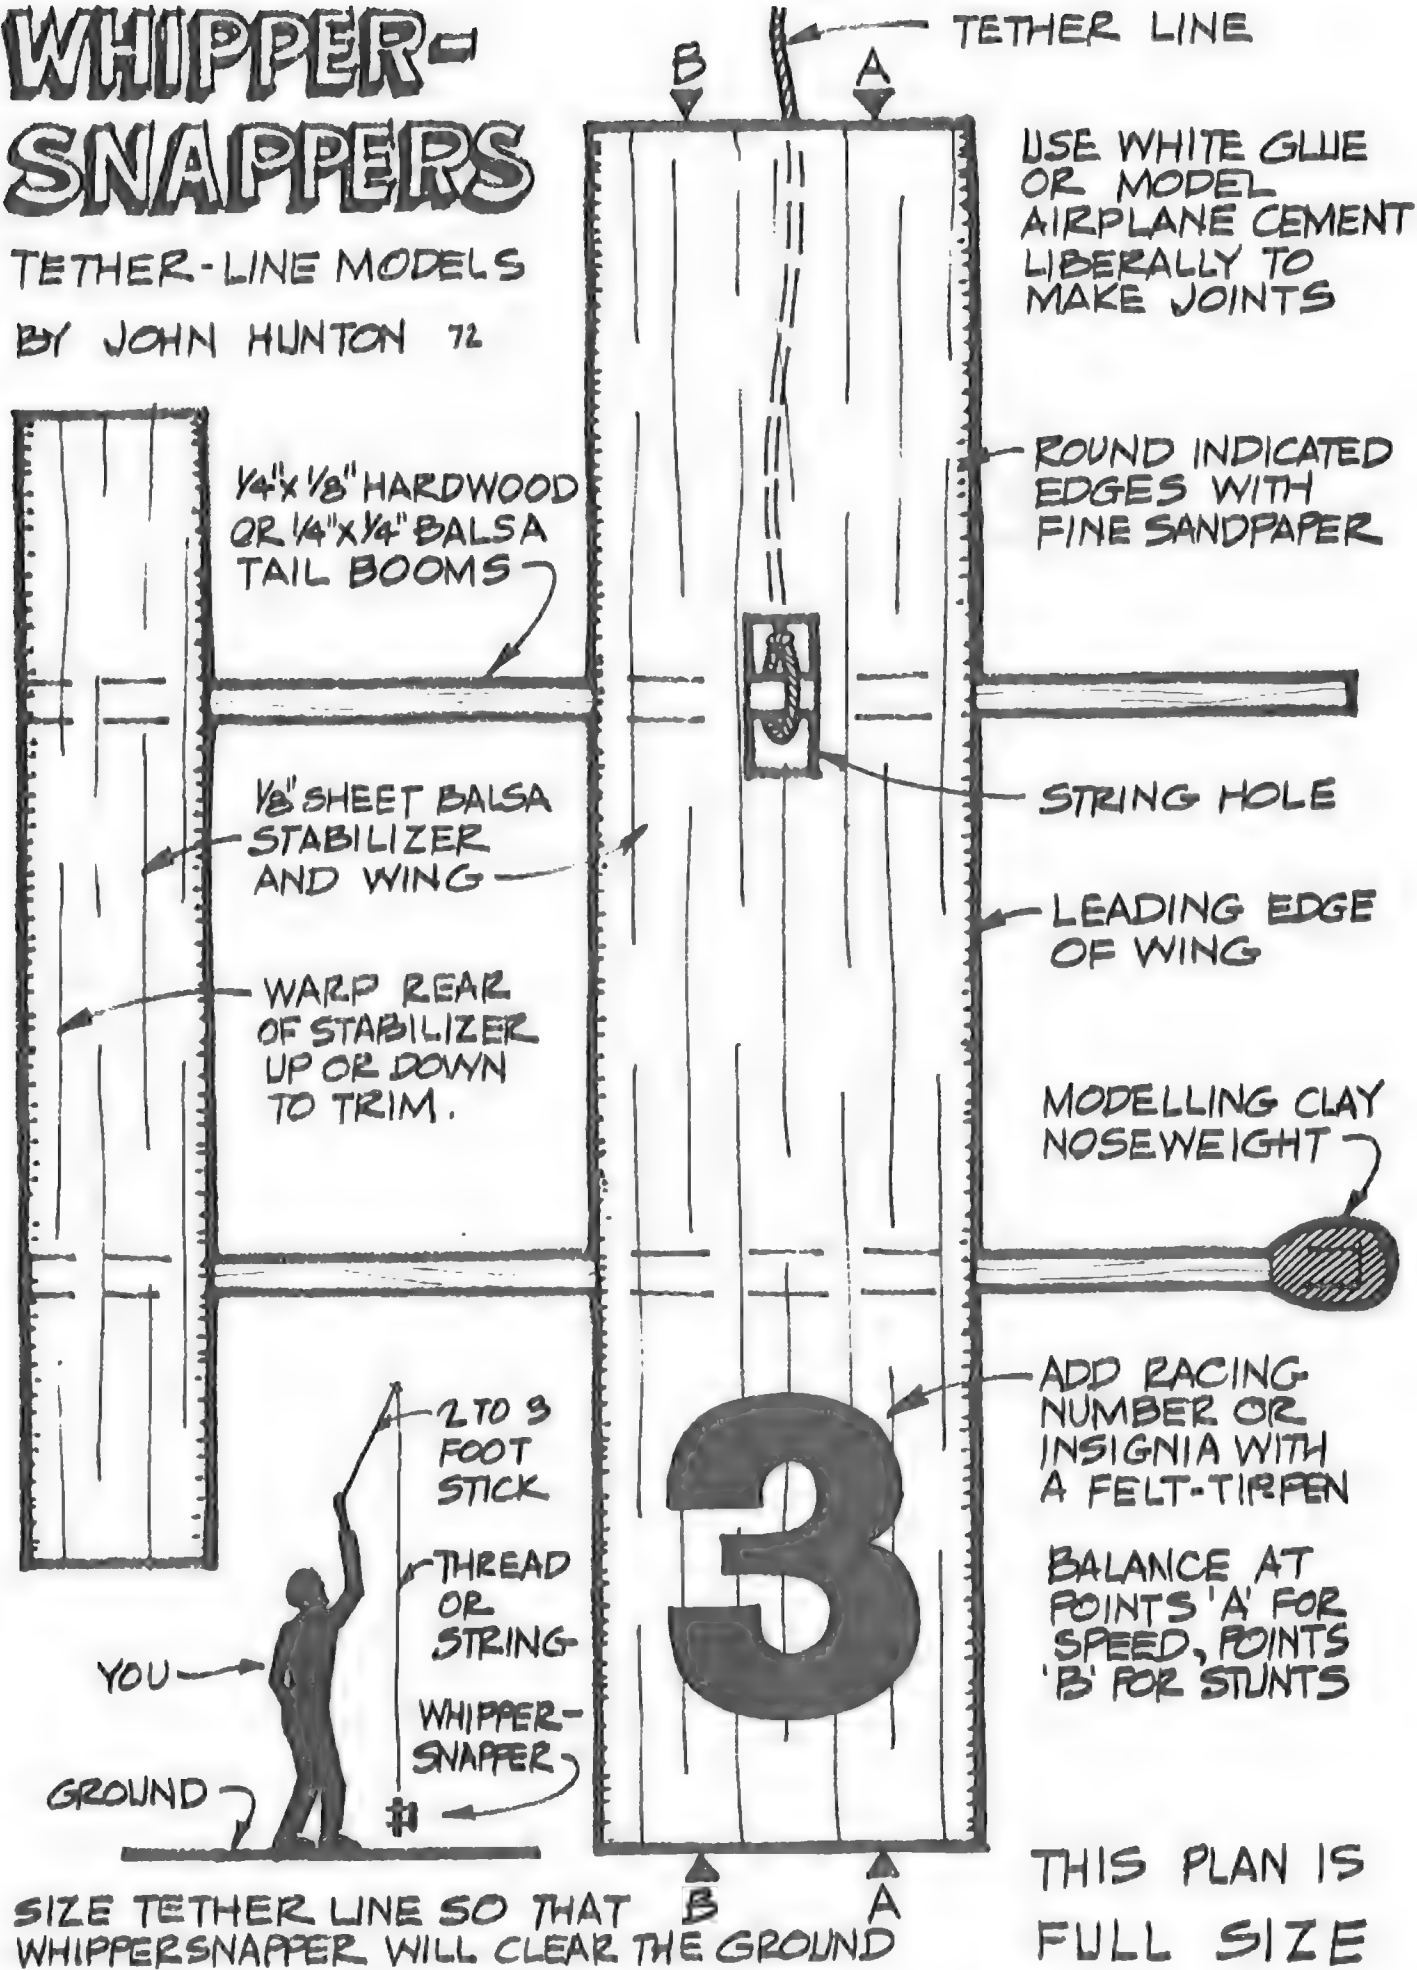 WHIPPER-
SNAPPERS
TETHER-LINE MODELS
BY JOHN HUNTON 72
B
A
TETHER LINE
USE WHITE GLUE
OR MODEL
AIRPLANE CEMENT
LIBERALLY TO
MAKE JOINTS
1/4"X 1/8" HARDWOOD
OR 1/4"X 1/4" BALSA
TAIL BOOMS
ROUND INDICATED
EDGES WITH
FINE SANDPAPER
1/8" SHEET BALSA
STABILIZER
AND WING
STRING HOLE
LEADING EDGE
OF WING
WARP REAR
OF STABILIZER
UP OR DOWN
TO TRIM.
MODELLING CLAY
NOSEWEIGHT
ADD RACING
NUMBER OR
INSIGNIA WITH
A FELT-TIP PEN
3
2 TO 3
FOOT
STICK
THREAD
OR
STRING
YOU
WHIPPER-
SNAPPER
GROUND
BALANCE AT
POINTS 'A' FOR
SPEED, POINTS
'B' FOR STUNTS
B
A
SIZE TETHER LINE SO THAT
WHIPPERSNAPPER WILL CLEAR THE GROUND
THIS PLAN IS
FULL SIZE